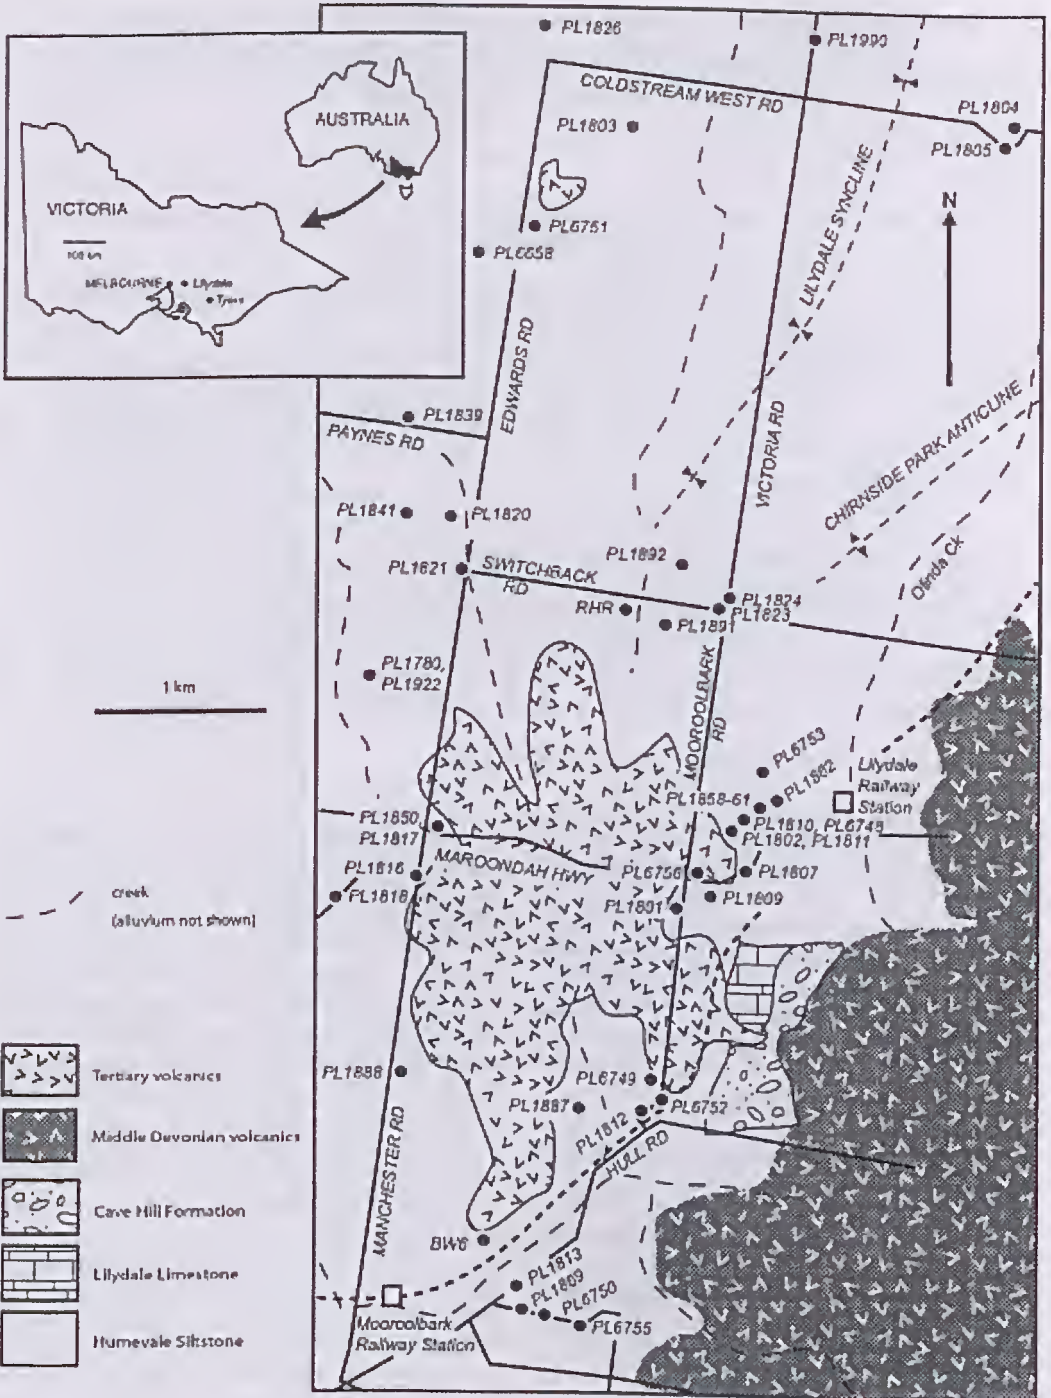 AUSTRALIA
VICTORIA
100 km
MELBOURNE
Lilydale
Tyers
PL1826
PL1990
COLDSTREAM WEST RD
PL1804
PL1803
PL1805
LILYDALE SYNCLINE
N
PL6751
PL6658
EDWARDS RD
PL1839
PAYNES RD
VICTORIA RD
CHIRNSIDE PARK ANTICLINE
PL1841
PL1820
PL1892
Olinda Ck
PL1621
SWITCHBACK
RD
PL1824
RHR
PL1823
PL1891
PL1780,
PL1922
1 km
MOOROOLBARK
RD
PL6753
PL1882
Lilydale
Railway
Station
PL1858-61
PL1810, PL6748
PL1802, PL1811
PL1850,
PL1817
MAROONDAH HWY
PL1816
PL6756
PL1807
PL1818
PL1809
PL1801
creek
(alluvium not shown)
Tertiary volcanics
PL1888
PL6749
PL1887
PL6752
PL1812
Middle Devonian volcanics
HULL RD
MANCHESTER RD
Cave Hill Formation
BW6
Lilydale Limestone
PL1813
PL1869
PL6750
PL6755
Mooroolbark
Railway Station
Humevale Siltstone